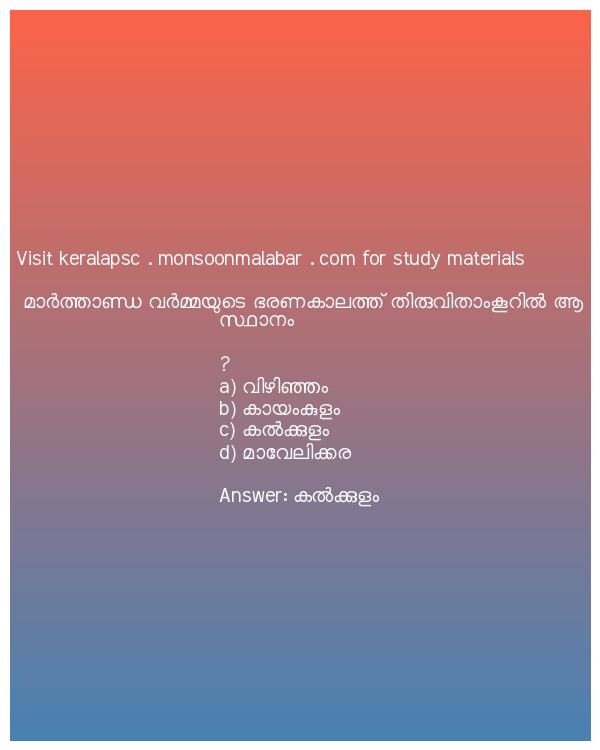 Visit keralapsc . monsoonmalabar . com for study materials
മാർത്താണ്ഡ വർമ്മയുടെ ഭരണകാലത്ത് തിരുവിതാംകൂറിൽ ആ
സ്ഥാനം
?
a) വിഴിഞ്ഞം
b) കായംകുളം
c) കൽക്കുളം
d) മാവേലിക്കര
Answer: കൽക്കുളം